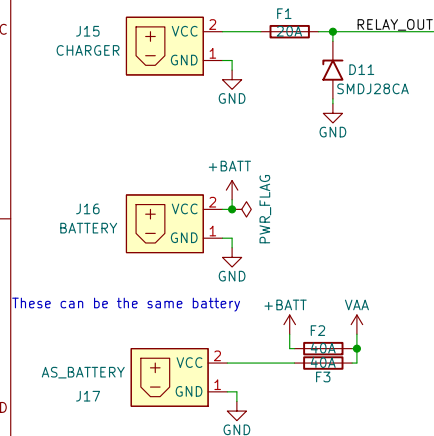 C
J15
CHARGER
VCC 2
GND 1
GND
F1
20A
RELAY_OUT
D11
SMDJ28CA
GND
+BATT
J16
BATTERY
VCC 2
GND 1
GND
PWR_FLAG
These can be the same battery
+BATT
VAA
F2
40A
40A
F3
AS_BATTERY
J17
VCC 2
GND 1
GND
D